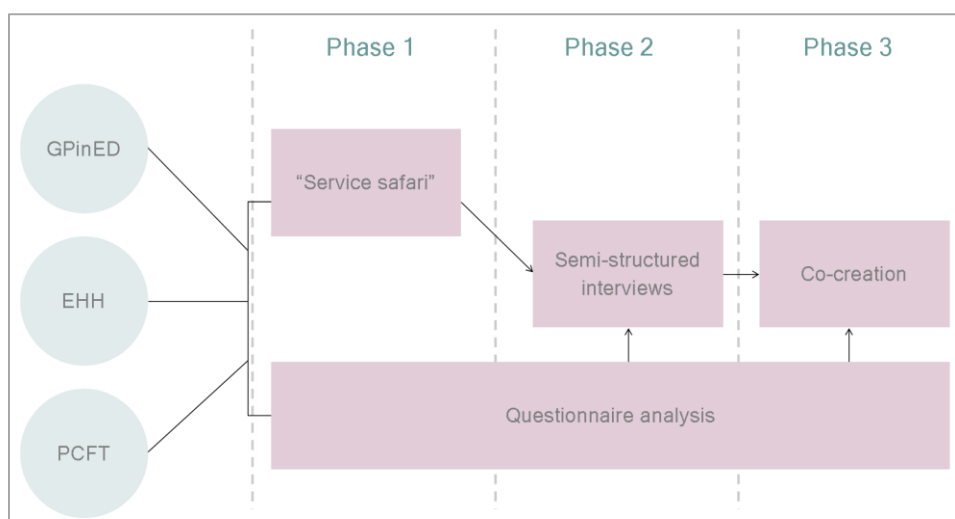 Phase 1
Phase 2
Phase 3
GPinED
“Service safari”
EHH
Semi-structured
interviews
Co-creation
PCFT
Questionnaire analysis